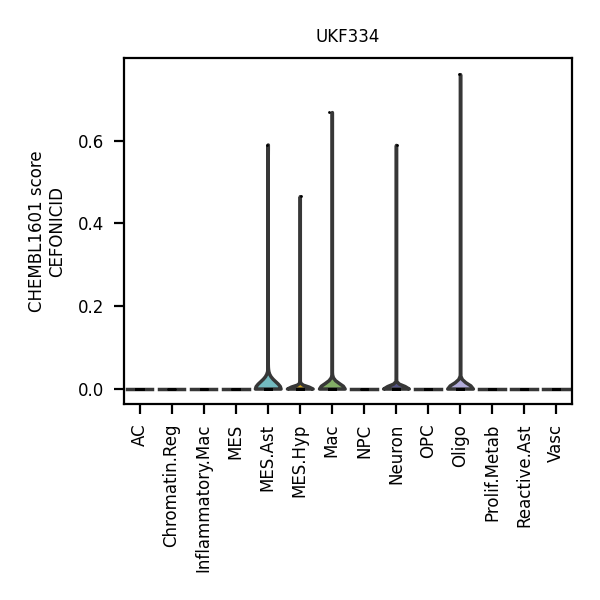 UKF334
CHEMBL1601 score
CEFONICID
0.6
0.4
0.2
0.0
AC
Chromatin.Reg
Inflammatory.Mac
MES
MES.Ast
MES.Hyp
Mac
NPC
Neuron
OPC
Oligo
Prolif.Metab
Reactive.Ast
Vasc